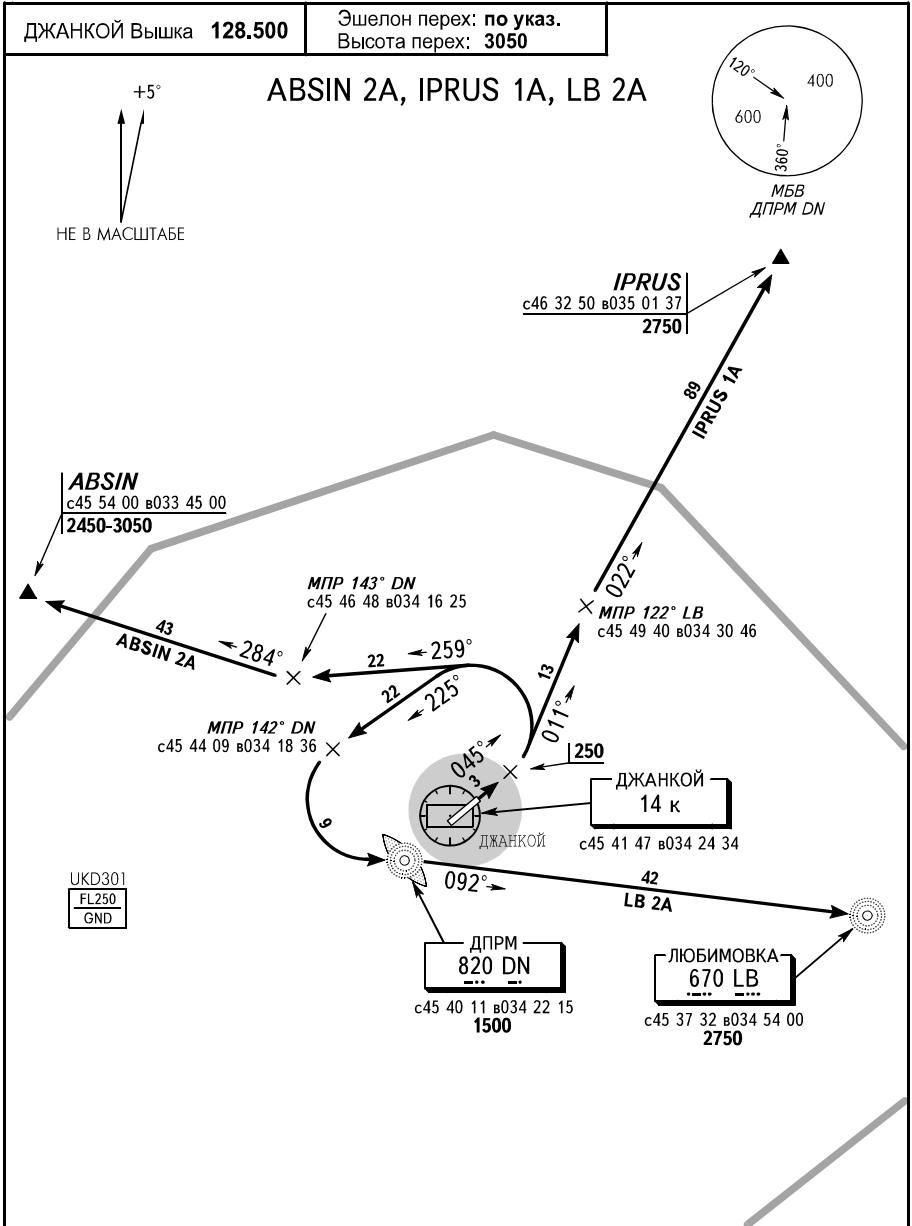 ДЖАНКОЙ Вышка 128.500
Эшелон перех: по указ.
Высота перех: 3050
ABSIN 2A, IPRUS 1A, LB 2A
+5°
НЕ В МАСШТАБЕ
120°
400
600
360°
МБВ
ДПРМ DN
IPRUS
с46 32 50 в035 01 37
2750
89
IPRUS 1A
ABSIN
с45 54 00 в033 45 00
2450-3050
МПР 143° DN
с45 46 48 в034 16 25
022°
МПР 122° LB
с45 49 40 в034 30 46
43
ABSIN 2A
284°
22
259°
13
22
225°
011°
МПР 142° DN
с45 44 09 в034 18 36
045°
3
250
ДЖАНКОЙ
14 к
с45 41 47 в034 24 34
ДЖАНКОЙ
9
UKD301
FL250
GND
092°
42
LB 2A
ДПРМ
820 DN
с45 40 11 в034 22 15
1500
ЛЮБИМОВКА
670 LB
с45 37 32 в034 54 00
2750